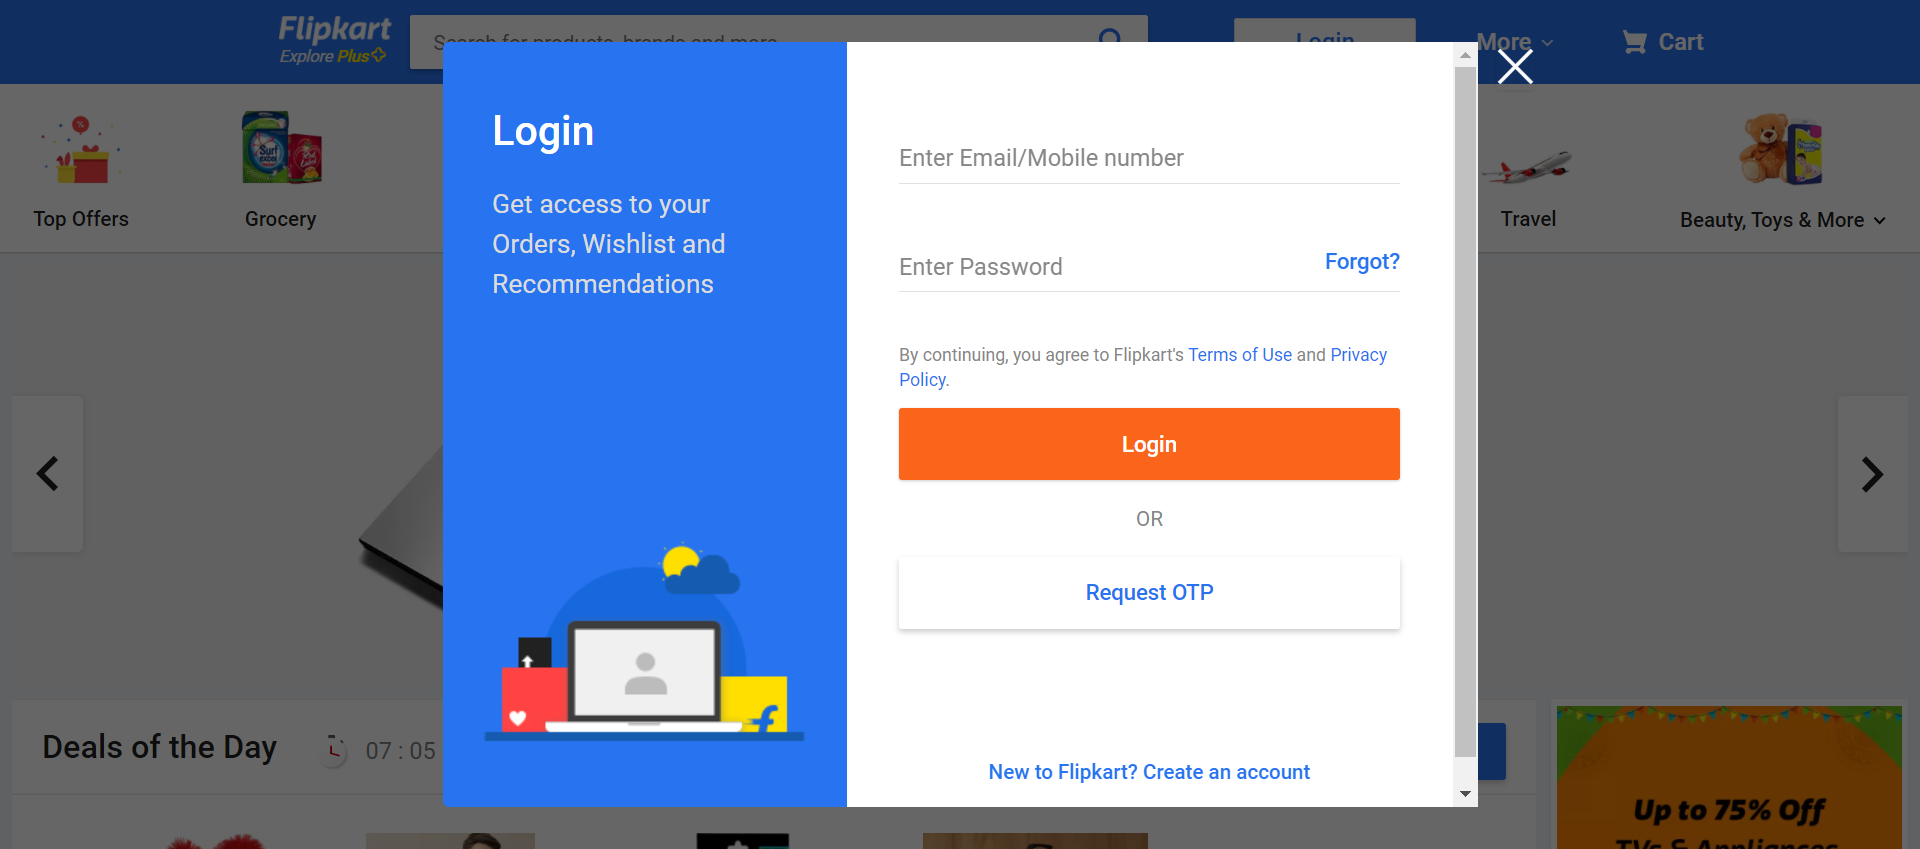 Flipkart
Explore Plus
Search for products, brands and more
Login
More
Cart
Top Offers
Grocery
Travel
Beauty, Toys & More
Login
Get access to your
Orders, Wishlist and
Recommendations
Enter Email/Mobile number
Enter Password
Forgot?
By continuing, you agree to Flipkart's Terms of Use and Privacy
Policy.
Login
OR
Request OTP
New to Flipkart? Create an account
Deals of the Day
07 : 05
Up to 75% Off
TVs & Appliances
Surf
excel